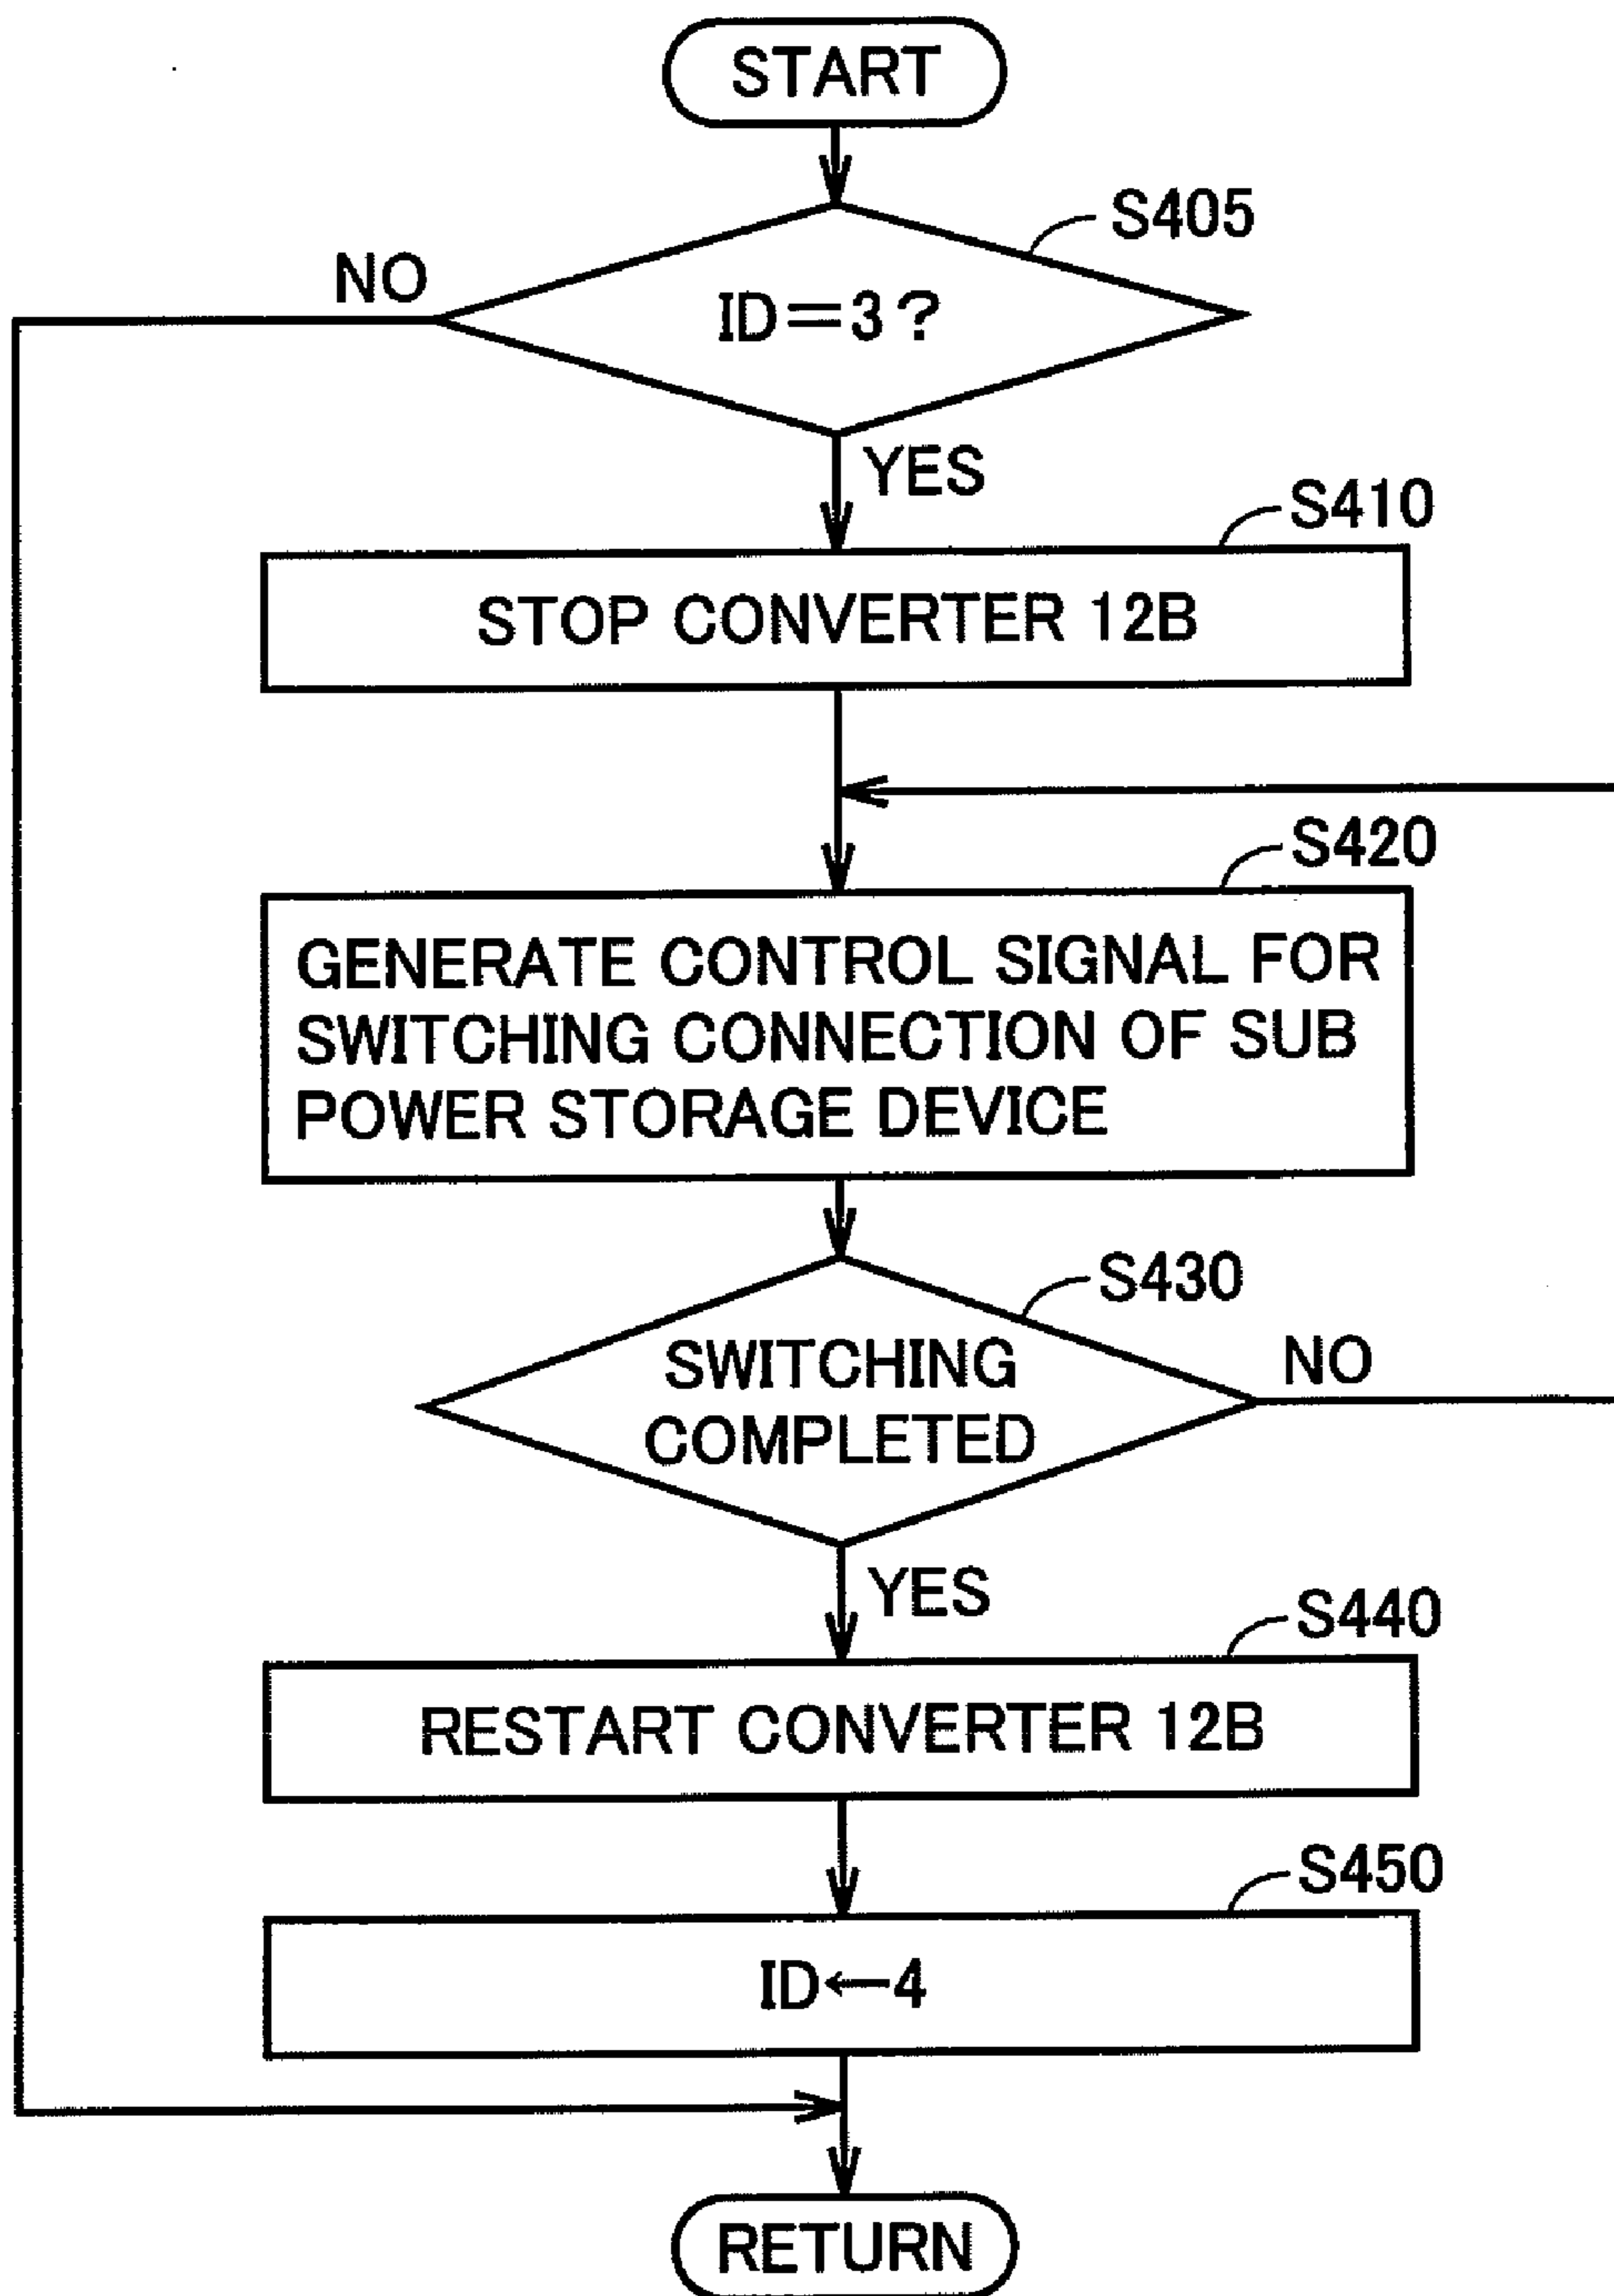 START
S405
NO
ID=3?
YES
S410
STOP CONVERTER 12B
S420
GENERATE CONTROL SIGNAL FOR
SWITCHING CONNECTION OF SUB
POWER STORAGE DEVICE
S430
SWITCHING
COMPLETED
NO
YES
S440
RESTART CONVERTER 12B
S450
ID←4
RETURN